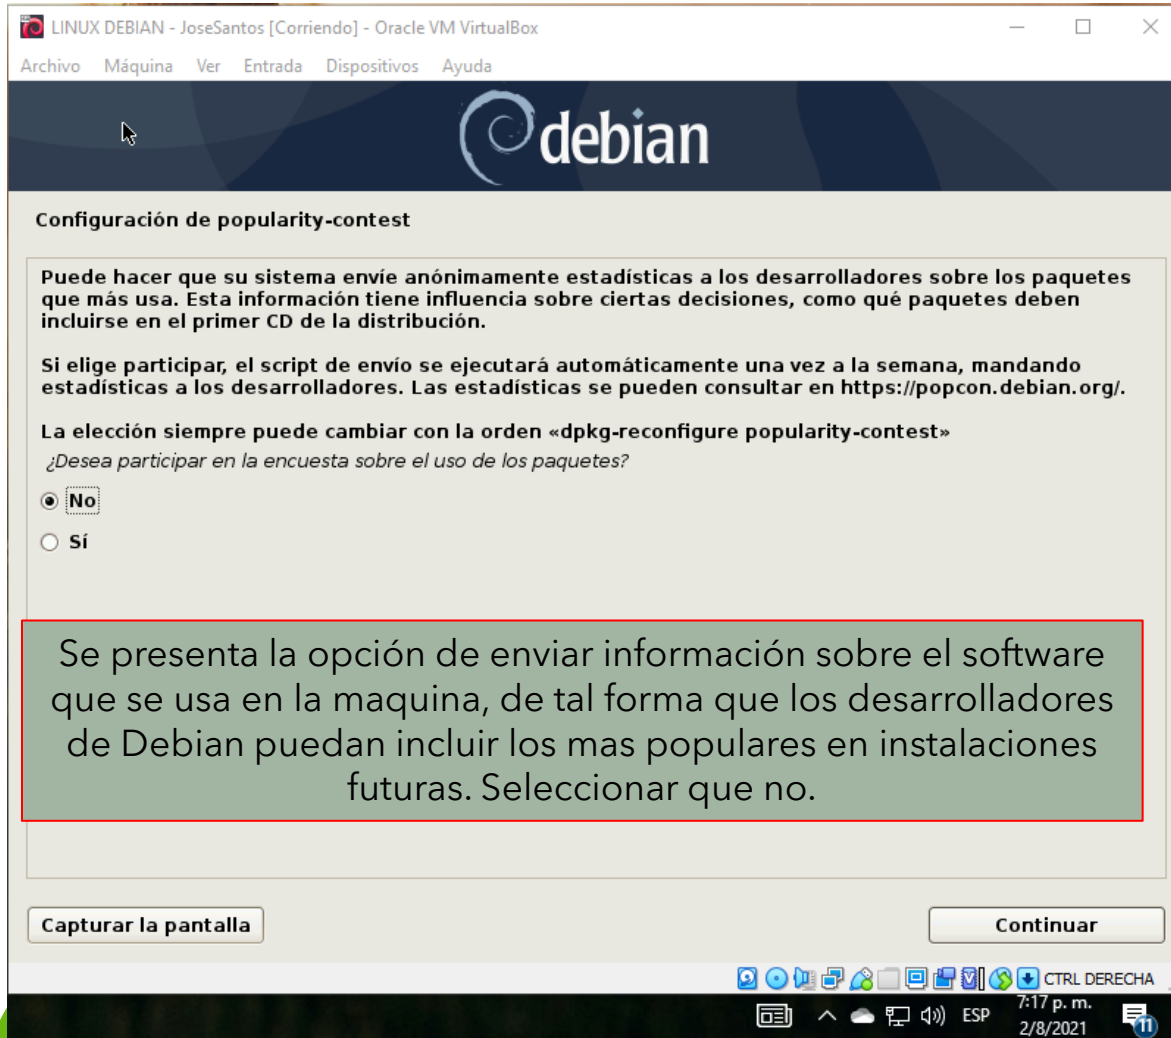 LINUX DEBIAN - JoseSantos [Corriendo] - Oracle VM VirtualBox
Archivo Máquina Ver Entrada Dispositivos Ayuda
debian
Configuración de popularity-contest
Puede hacer que su sistema envíe anónimamente estadísticas a los desarrolladores sobre los paquetes
que más usa. Esta información tiene influencia sobre ciertas decisiones, como qué paquetes deben
incluirse en el primer CD de la distribución.
Si elige participar, el script de envío se ejecutará automáticamente una vez a la semana, mandando
estadísticas a los desarrolladores. Las estadísticas se pueden consultar en https://popcon.debian.org/.
La elección siempre puede cambiar con la orden «dpkg-reconfigure popularity-contest»
¿Desea participar en la encuesta sobre el uso de los paquetes?
No
Sí
Se presenta la opción de enviar información sobre el software
que se usa en la maquina, de tal forma que los desarrolladores
de Debian puedan incluir los mas populares en instalaciones
futuras. Seleccionar que no.
Capturar la pantalla
Continuar
CTRL DERECHA
ESP
7:17 p. m.
2/8/2021
11